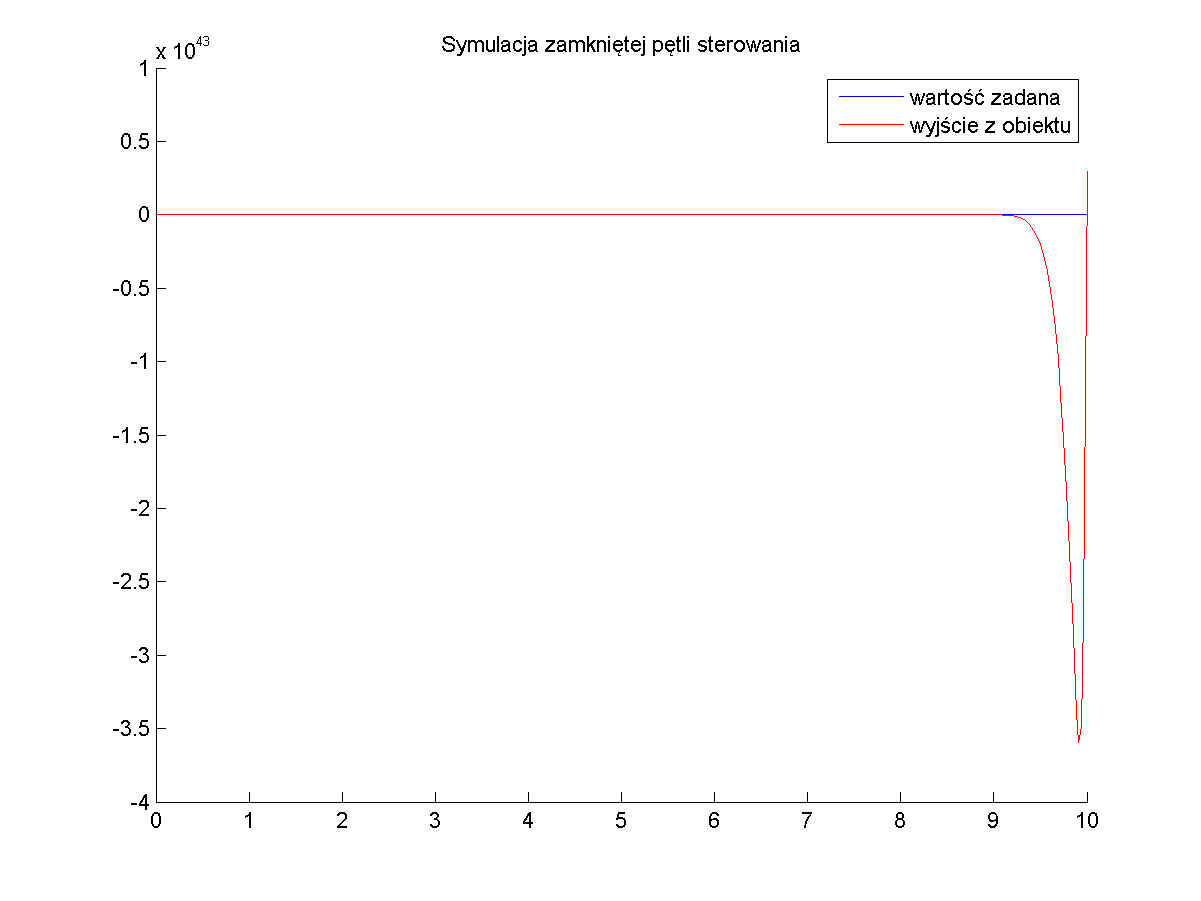 Symulacja zamkniętej pętli sterowania
x 10^43
wartość zadana
wyjście z obiektu
1
0.5
0
-0.5
-1
-1.5
-2
-2.5
-3
-3.5
-4
0 1 2 3 4 5 6 7 8 9 10